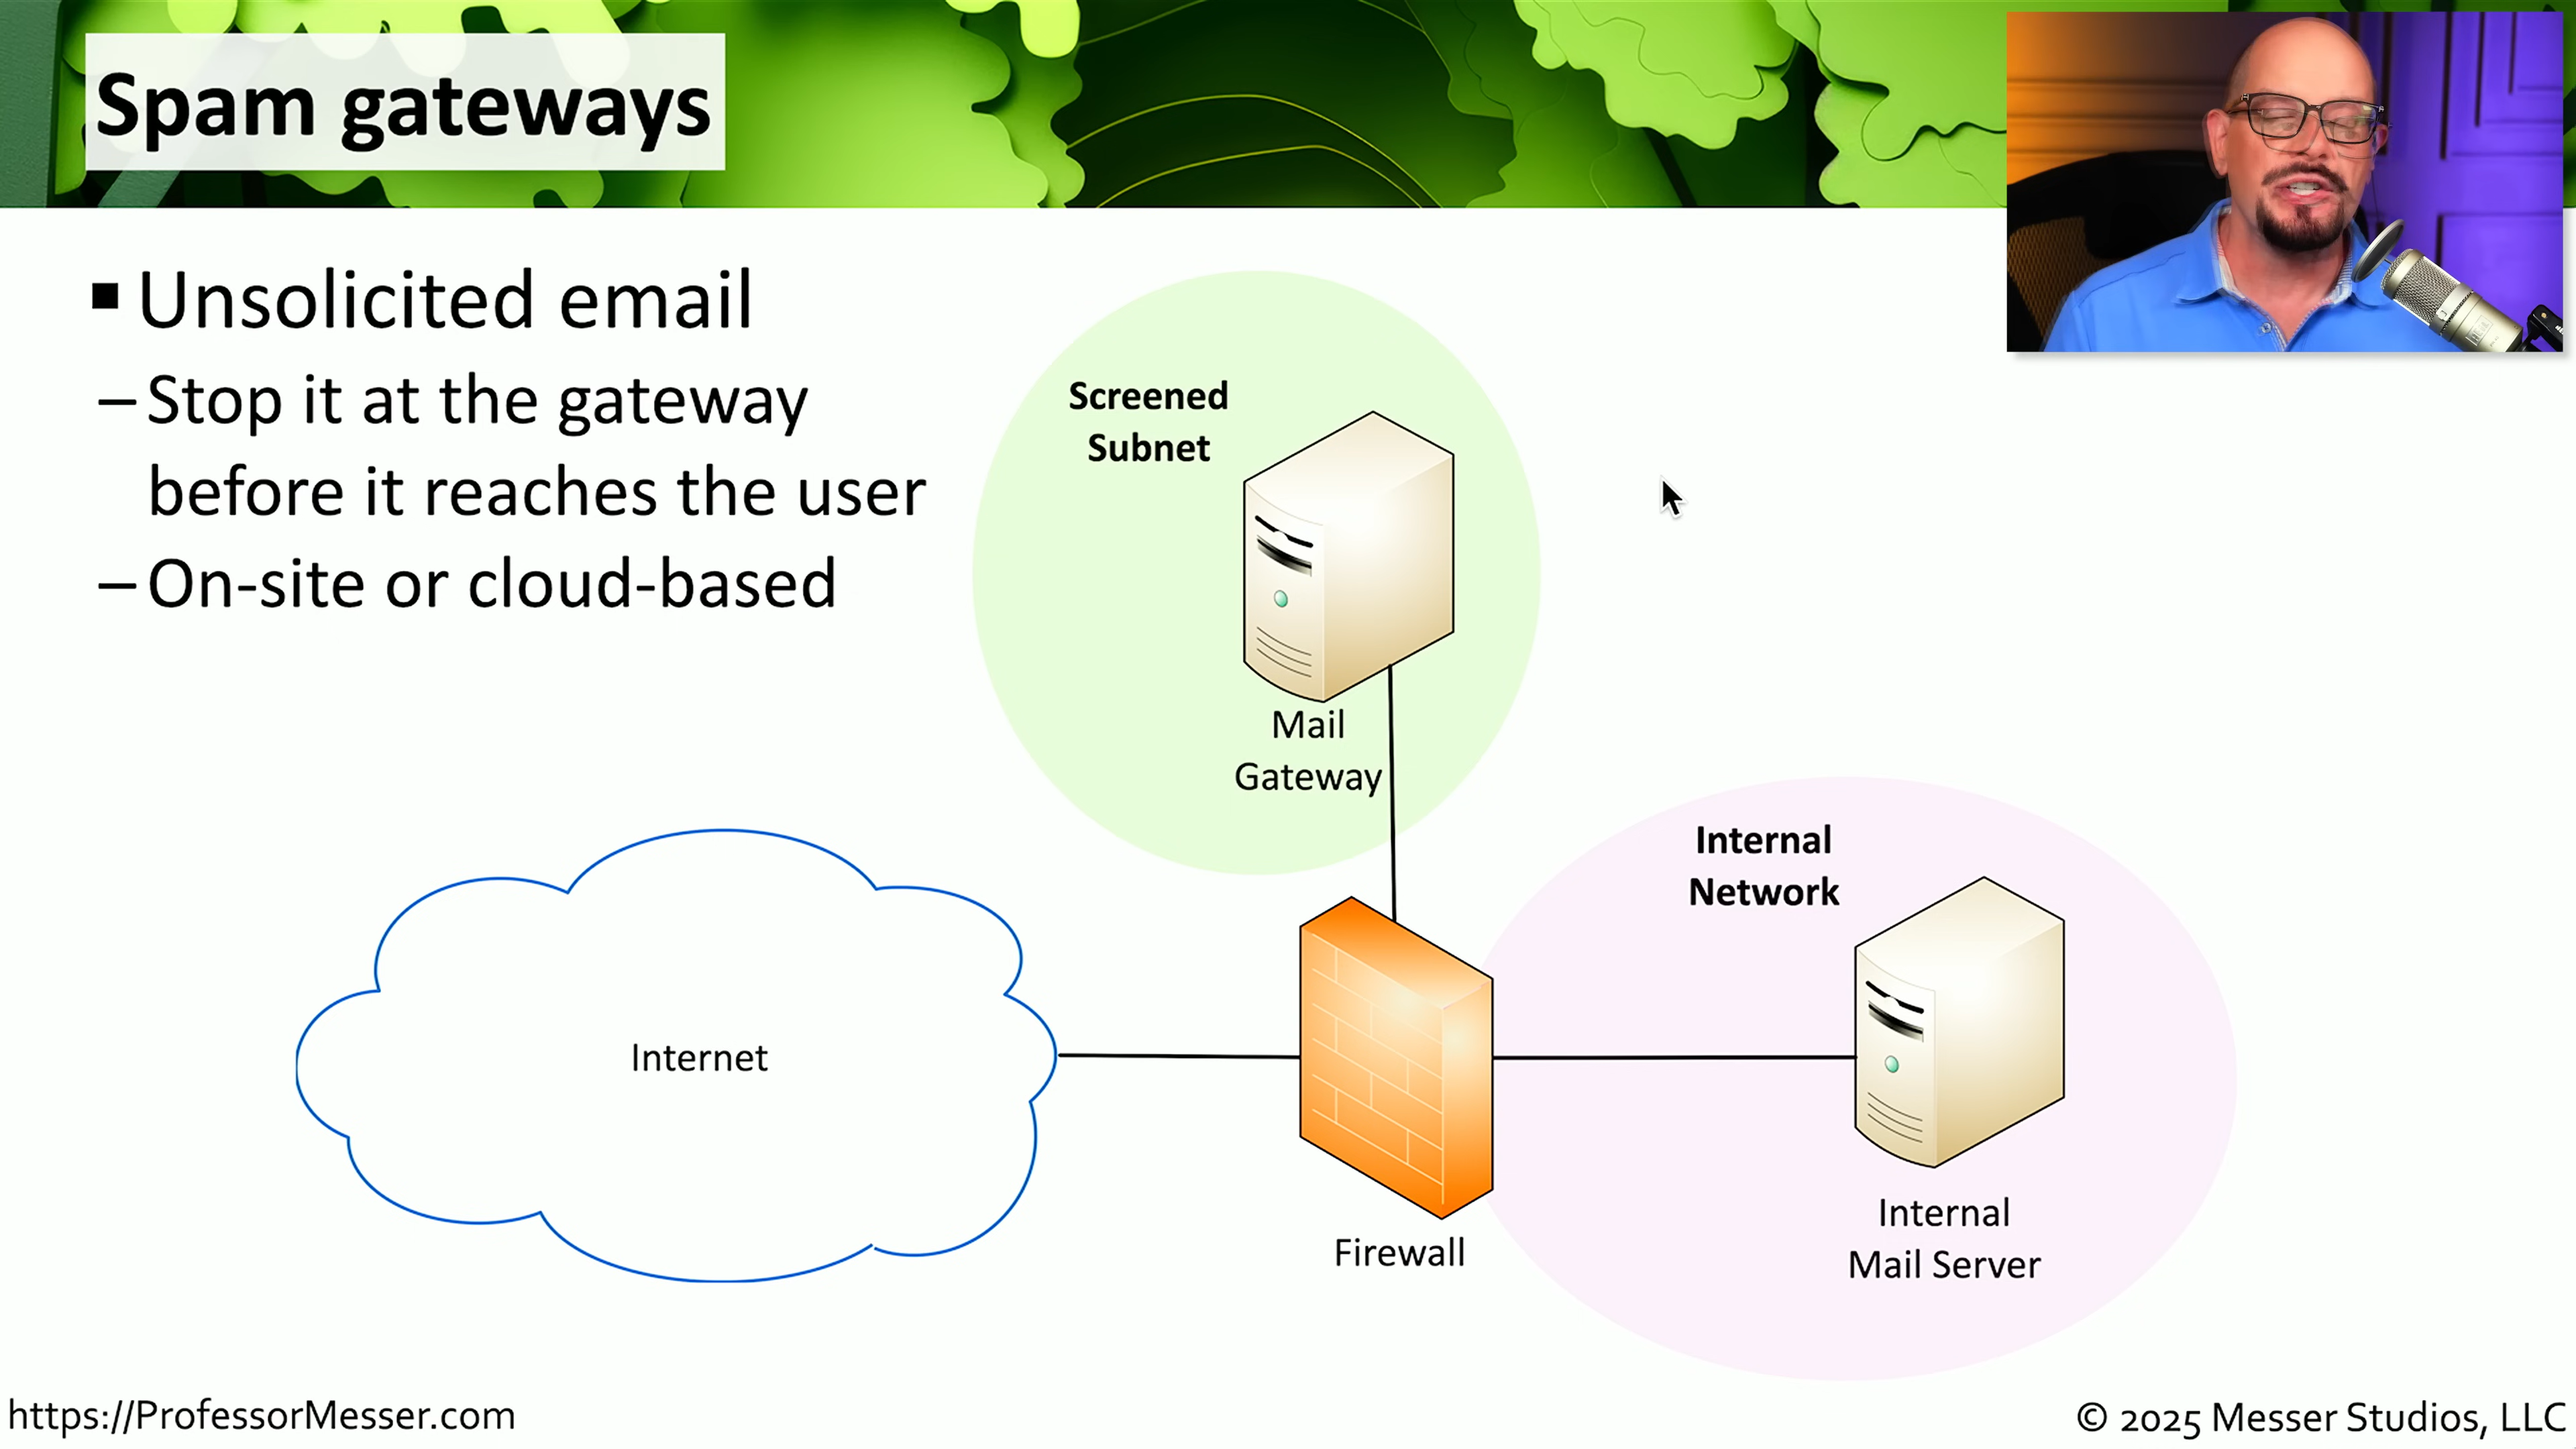 Spam gateways
▪ Unsolicited email
– Stop it at the gateway
before it reaches the user
– On-site or cloud-based
Screened
Subnet
Mail
Gateway
Internal
Network
Internet
Firewall
Internal
Mail Server
https://ProfessorMesser.com
© 2025 Messer Studios, LLC